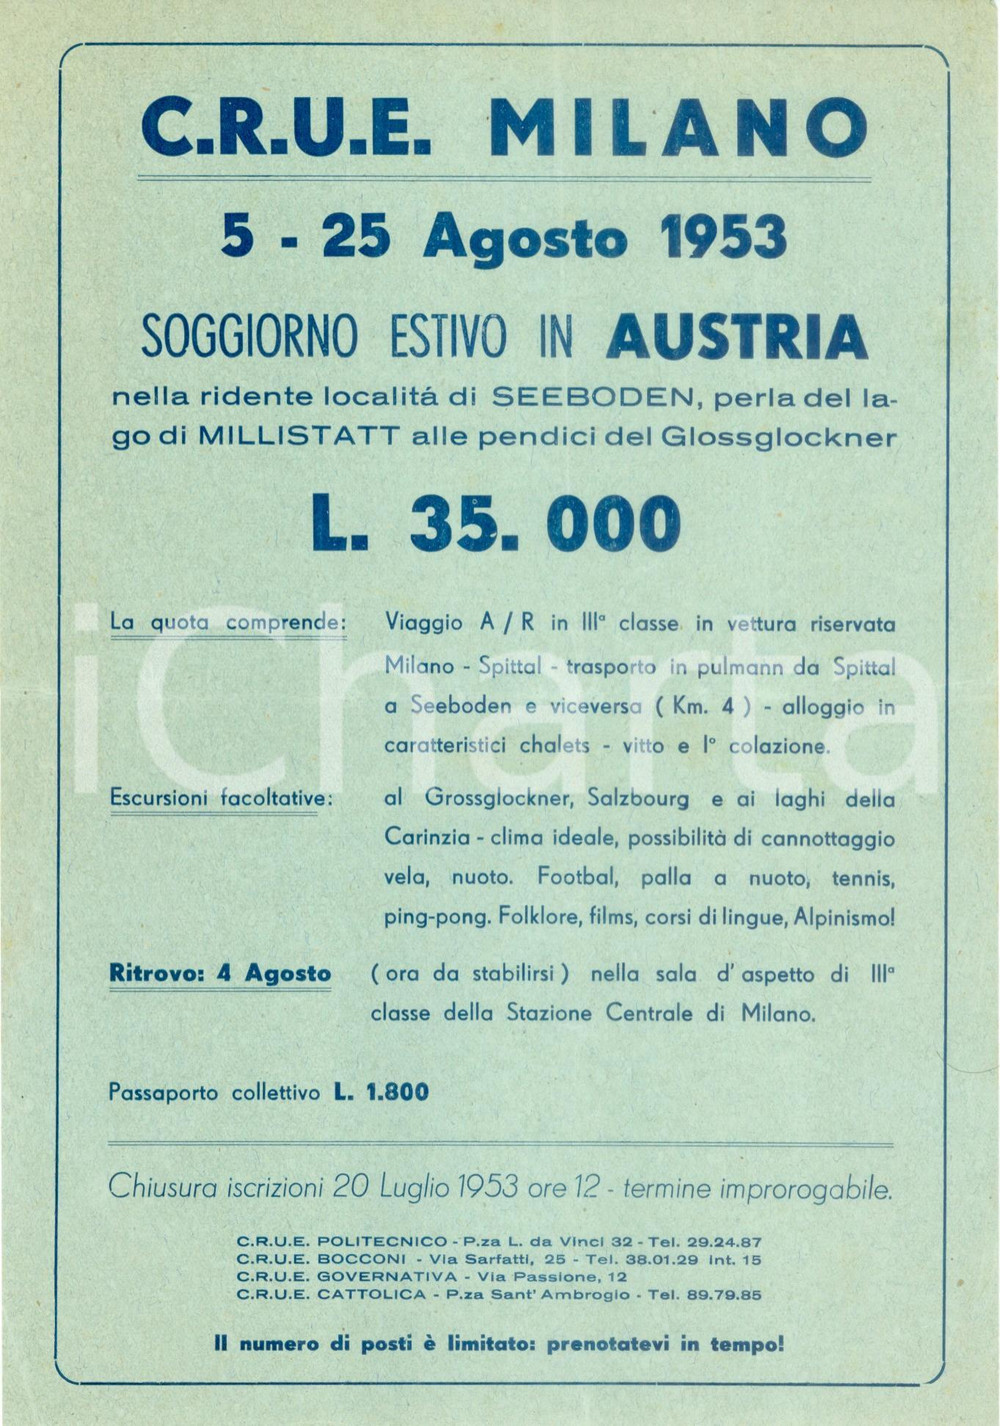 C.R.U.E. MILANO
5 - 25 Agosto 1953
SOGGIORNO ESTIVO IN AUSTRIA
nella ridente localitá di SEEBODEN, perla del la-
go di MILLISTATT alle pendici del Glossglockner
L. 35.000
La quota comprende: Viaggio A / R in IIIª classe in vettura riservata
Milano - Spittal - trasporto in pulmann da Spittal
a Seeboden e viceversa ( Km. 4 ) - alloggio in
caratteristici chalets - vitto e I° colazione.
Escursioni facoltative: al Grossglockner, Salzbourg e ai laghi della
Carinzia - clima ideale, possibilità di cannottaggio
vela, nuoto. Footbal, palla a nuoto, tennis,
ping-pong. Folklore, films, corsi di lingue, Alpinismo!
Ritrovo: 4 Agosto ( ora da stabilirsi ) nella sala d' aspetto di IIIª
classe della Stazione Centrale di Milano.
Passaporto collettivo L. 1.800
Chiusura iscrizioni 20 Luglio 1953 ore 12 - termine improrogabile.
C.R.U.E. POLITECNICO - P.za L. da Vinci 32 - Tel. 29.24.87
C.R.U.E. BOCCONI - Via Sarfatti, 25 - Tel. 38.01.29 int. 15
C.R.U.E. GOVERNATIVA - Via Passione, 12
C.R.U.E. CATTOLICA - P.za Sant' Ambrogio - Tel. 89.79.85
Il numero di posti è limitato: prenotatevi in tempo!
iCharta